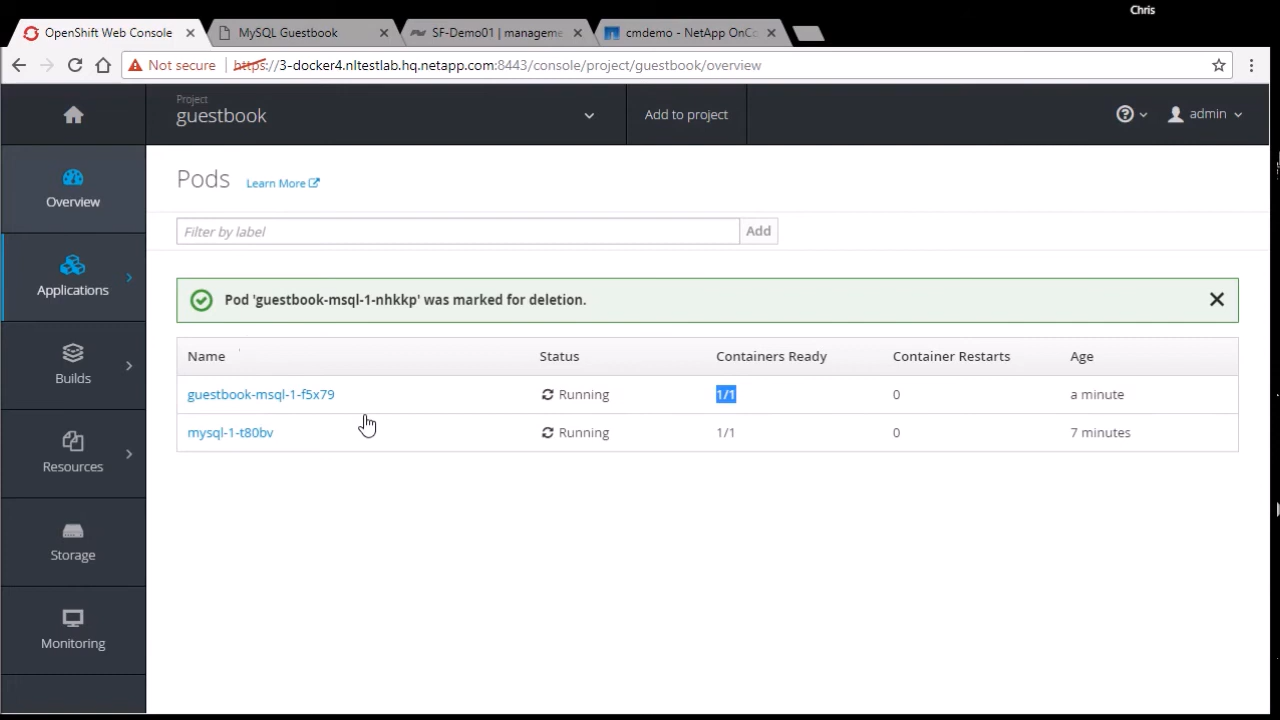 Chris
OpenShift Web Console
MySQL Guestbook
SF-Demo01 | manageme
cmdemo - NetApp OnCo
Not secure | https://3-docker4.nltestlab.hq.netapp.com:8443/console/project/guestbook/overview
Project
guestbook
Add to project
admin
Overview
Applications
Builds
Resources
Storage
Monitoring
Pods Learn More
Filter by label Add
Pod 'guestbook-msql-1-nhkkp' was marked for deletion.
Name Status Containers Ready Container Restarts Age
guestbook-msql-1-f5x79 Running 1/1 0 a minute
mysql-1-t80bv Running 1/1 0 7 minutes